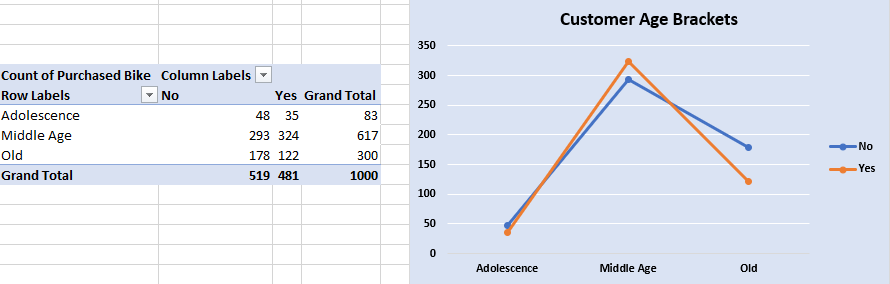 Count of Purchased Bike Column Labels
Row Labels No Yes Grand Total
Adolescence 48 35 83
Middle Age 293 324 617
Old 178 122 300
Grand Total 519 481 1000
Customer Age Brackets
350
300
250
200
150
100
50
0
Adolescence Middle Age Old
No
Yes